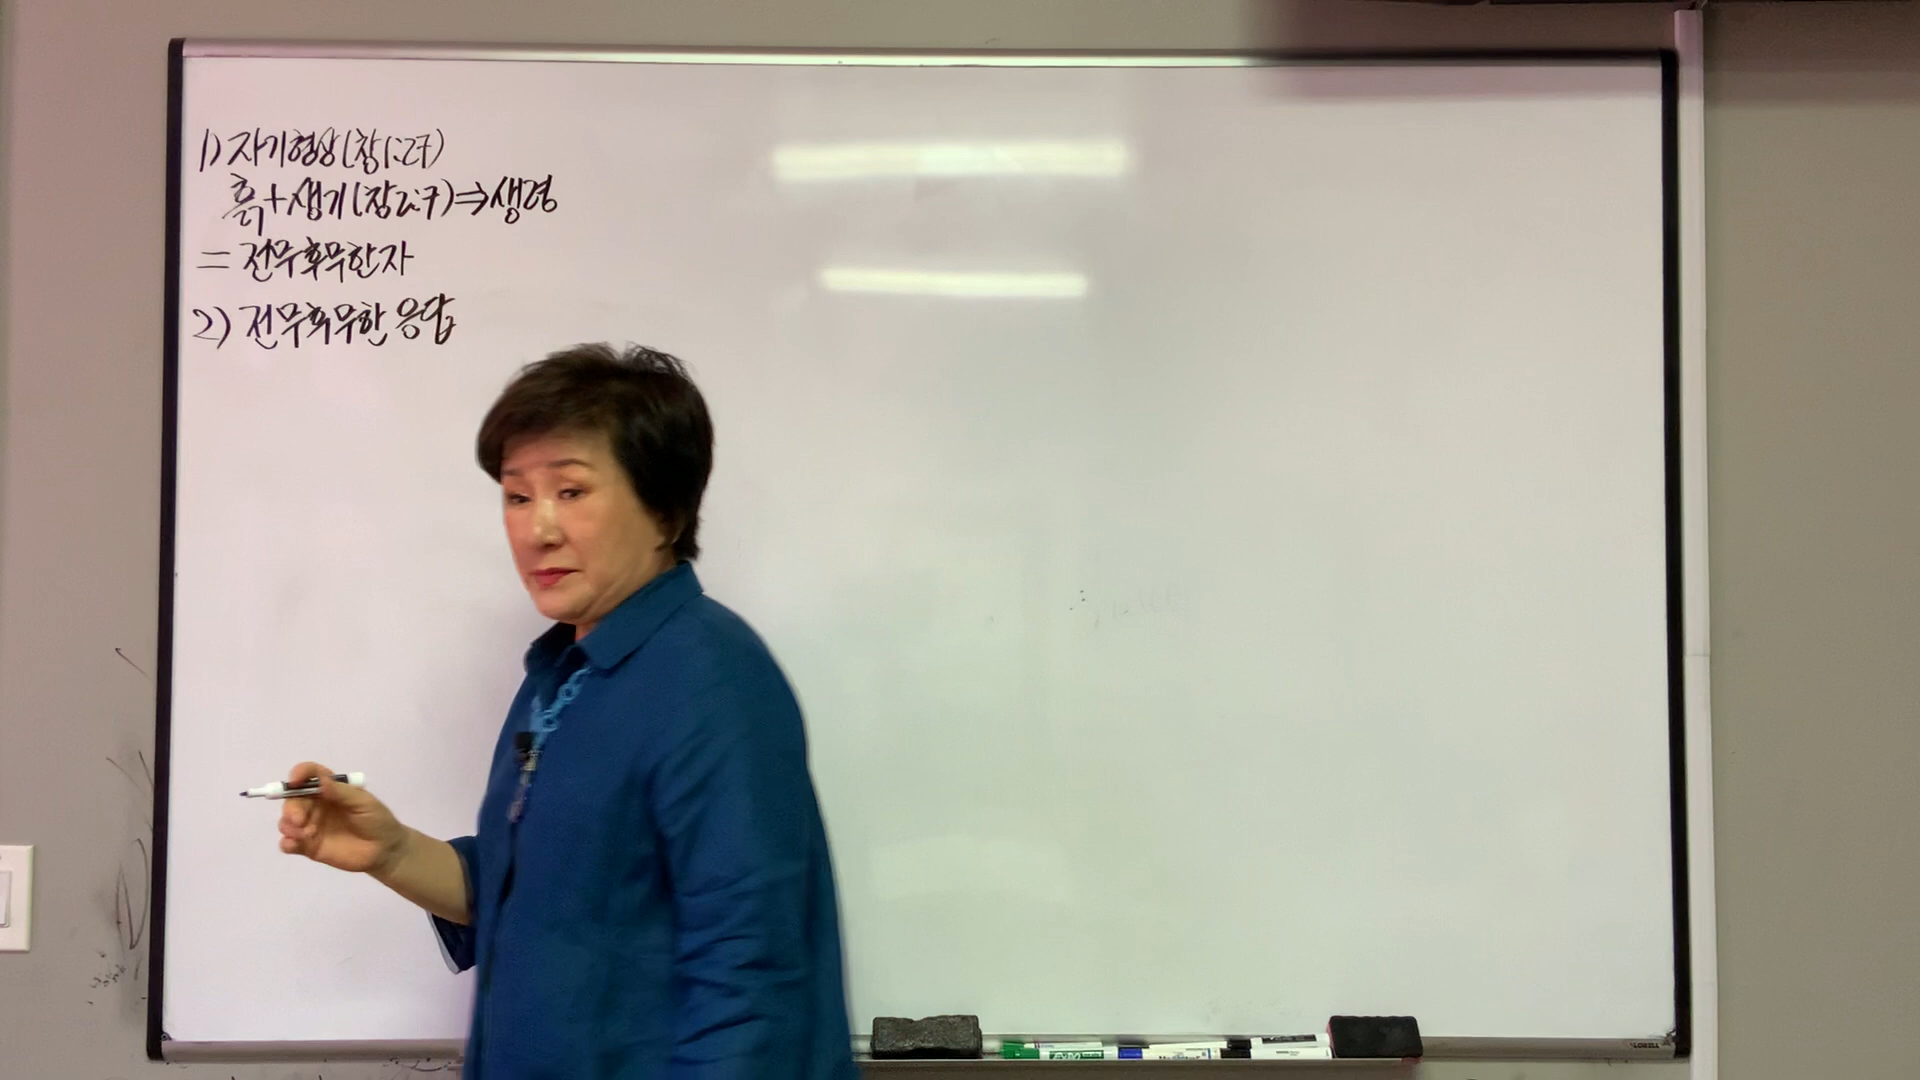 1) 자기형상(창1:27)
흙+생기(창2:7)⇒생령
= 전무후무한자
2) 전무후무한 응답